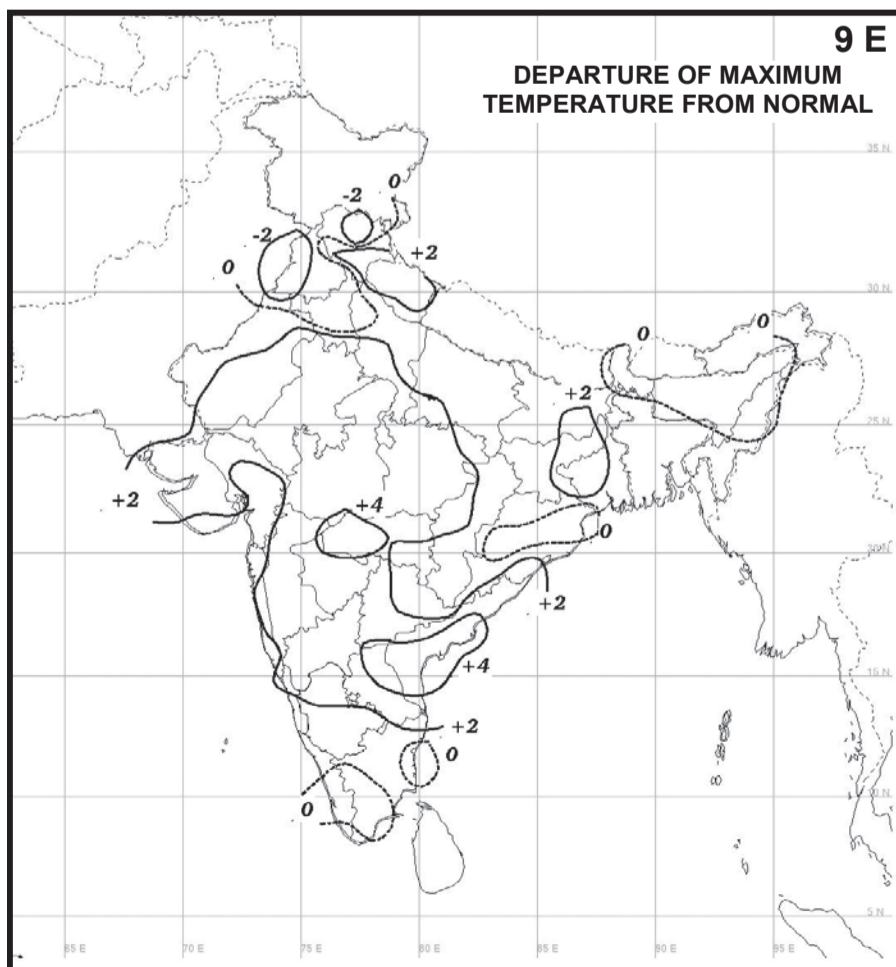 9 E
DEPARTURE OF MAXIMUM
TEMPERATURE FROM NORMAL
35 N
-2
0
-2
+2
0
30 N
0
0
+2
25 N
+2
+4
0
20 N
+2
+4
15 N
+2
0
0
10 N
5 N
65 E
70 E
75 E
80 E
85 E
90 E
95 E